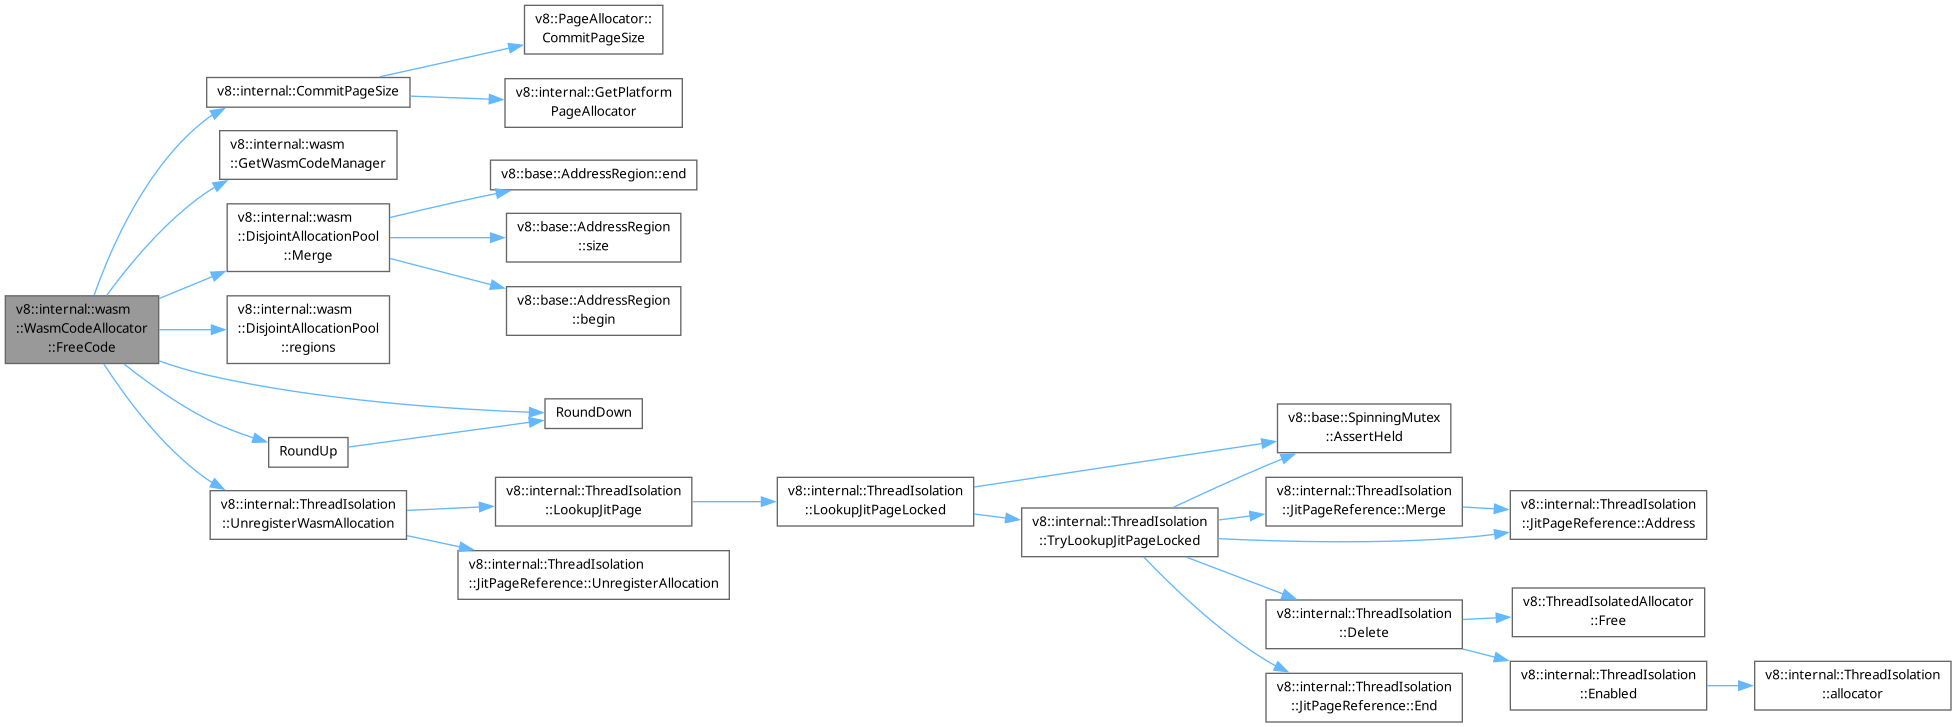 v8::PageAllocator::
CommitPageSize
v8::internal::CommitPageSize
v8::internal::GetPlatform
PageAllocator
v8::internal::wasm
::GetWasmCodeManager
v8::base::AddressRegion::end
v8::internal::wasm
::DisjointAllocationPool
::Merge
v8::base::AddressRegion
::size
v8::base::AddressRegion
::begin
v8::internal::wasm
::WasmCodeAllocator
::FreeCode
v8::internal::wasm
::DisjointAllocationPool
::regions
RoundDown
RoundUp
v8::internal::ThreadIsolation
::UnregisterWasmAllocation
v8::internal::ThreadIsolation
::LookupJitPage
v8::internal::ThreadIsolation
::JitPageReference::UnregisterAllocation
v8::internal::ThreadIsolation
::LookupJitPageLocked
v8::internal::ThreadIsolation
::TryLookupJitPageLocked
v8::base::SpinningMutex
::AssertHeld
v8::internal::ThreadIsolation
::JitPageReference::Merge
v8::internal::ThreadIsolation
::JitPageReference::Address
v8::internal::ThreadIsolation
::Delete
v8::ThreadIsolatedAllocator
::Free
v8::internal::ThreadIsolation
::Enabled
v8::internal::ThreadIsolation
::allocator
v8::internal::ThreadIsolation
::JitPageReference::End